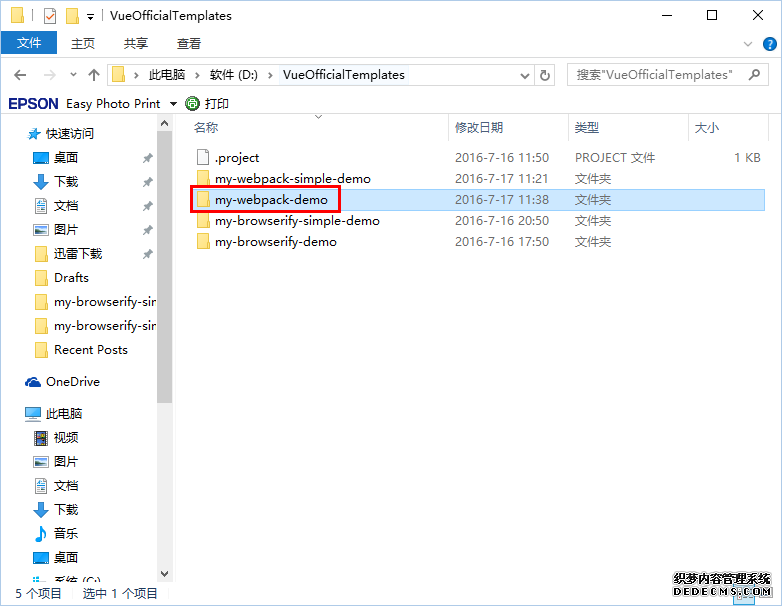 VueOfficialTemplates
文件 主页 共享 查看
此电脑 软件 (D:) VueOfficialTemplates 搜索"VueOfficialTemplates"
EPSON Easy Photo Print 打印
名称 修改日期 类型 大小
.project 2016-7-16 11:50 PROJECT 文件 1 KB
my-webpack-simple-demo 2016-7-17 11:21 文件夹
my-webpack-demo 2016-7-17 11:38 文件夹
my-browserify-simple-demo 2016-7-16 20:50 文件夹
my-browserify-demo 2016-7-16 17:50 文件夹
快速访问
桌面
下载
文档
图片
迅雷下载
Drafts
my-browserify-sir
my-browserify-sir
Recent Posts
OneDrive
此电脑
视频
图片
文档
下载
音乐
桌面
系统 (C:)
5 个项目 选中 1 个项目
织梦内容管理系统
DEDECMS.COM